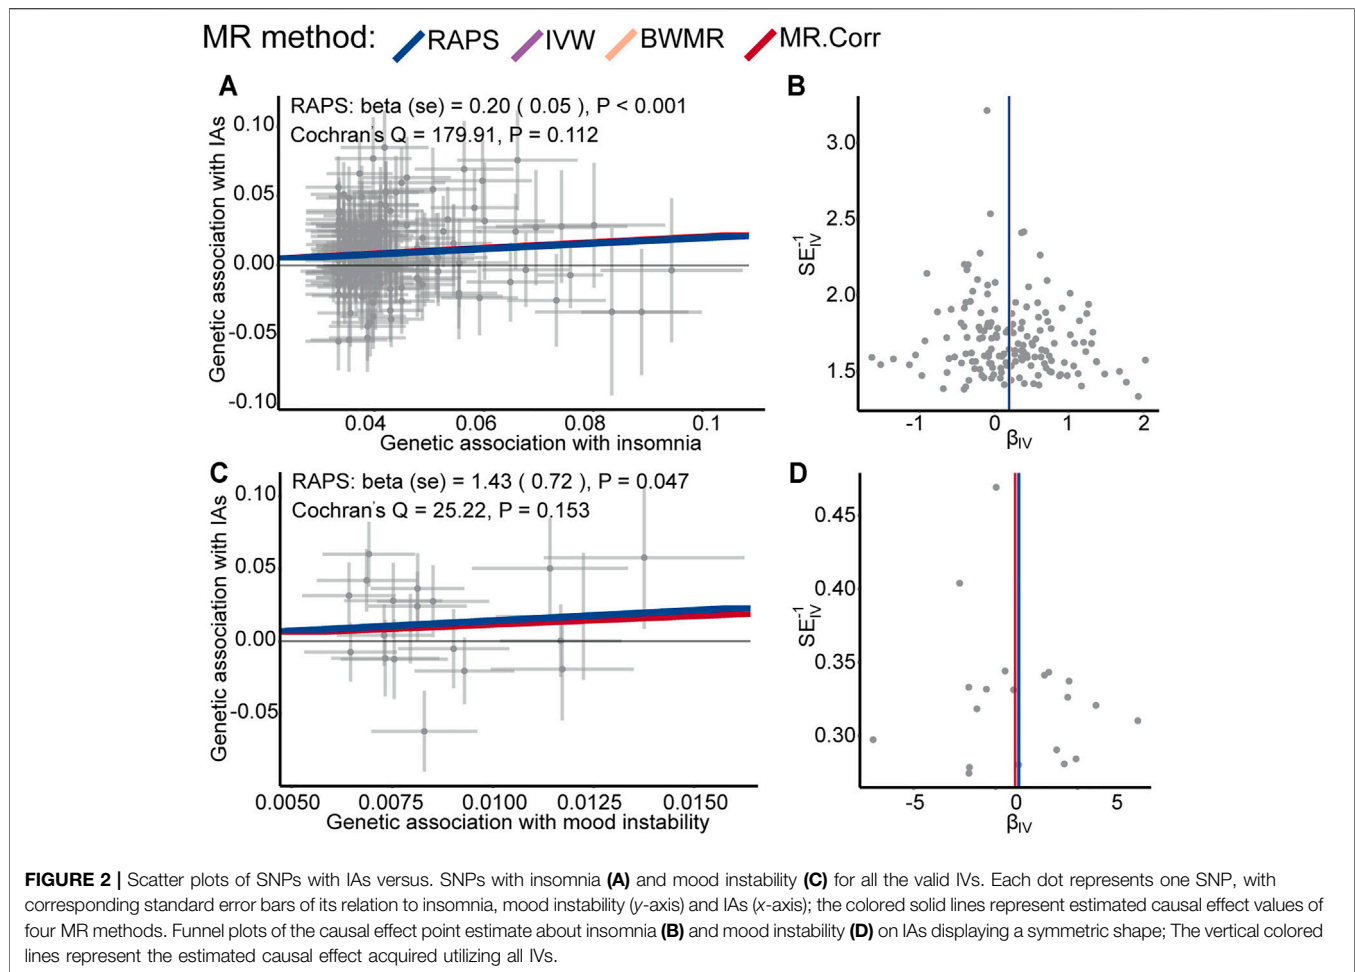 MR method: RAPS IVW BWMR MR.Corr
A
RAPS: beta (se) = 0.20 ( 0.05 ), P < 0.001
Cochran's Q = 179.91, P = 0.112
Genetic association with IAs
0.10
0.05
0.00
-0.05
-0.10
0.04 0.06 0.08 0.1
Genetic association with insomnia
B
SE_IV^-1
3.0
2.5
2.0
1.5
-1 0 1 2
β_IV
C
RAPS: beta (se) = 1.43 ( 0.72 ), P = 0.047
Cochran's Q = 25.22, P = 0.153
Genetic association with IAs
0.10
0.05
0.00
-0.05
0.0050 0.0075 0.0100 0.0125 0.0150
Genetic association with mood instability
D
SE_IV^-1
0.45
0.40
0.35
0.30
-5 0 5
β_IV
FIGURE 2 | Scatter plots of SNPs with IAs versus. SNPs with insomnia (A) and mood instability (C) for all the valid IVs. Each dot represents one SNP, with
corresponding standard error bars of its relation to insomnia, mood instability (y-axis) and IAs (x-axis); the colored solid lines represent estimated causal effect values of
four MR methods. Funnel plots of the causal effect point estimate about insomnia (B) and mood instability (D) on IAs displaying a symmetric shape; The vertical colored
lines represent the estimated causal effect acquired utilizing all IVs.